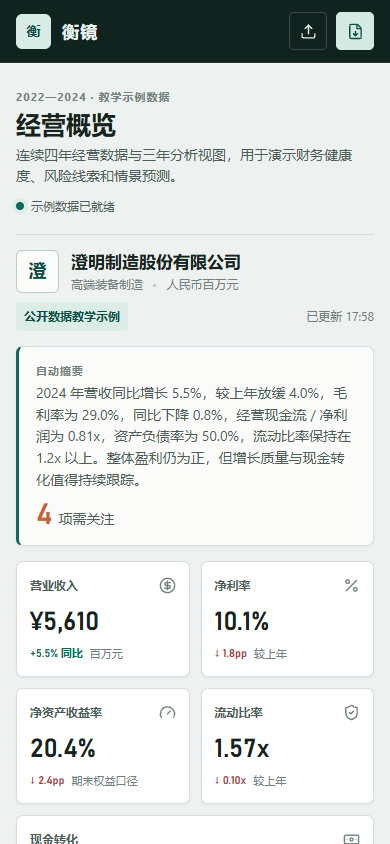 衡 衡镜
2022—2024 · 教学示例数据
经营概览
连续四年经营数据与三年分析视图，用于演示财务健康
度、风险线索和情景预测。
示例数据已就绪
澄 澄明制造股份有限公司
高端装备制造 • 人民币百万元
公开数据教学示例 已更新 17:58
自动摘要
2024 年营收同比增长 5.5%，较上年放缓 4.0%，毛
利率为 29.0%，同比下降 0.8%，经营现金流 / 净利
润为 0.81x，资产负债率为 50.0%，流动比率保持在
1.2x 以上。整体盈利仍为正，但增长质量与现金转
化值得持续跟踪。
4 项需关注
营业收入
¥5,610
+5.5% 同比 百万元
净利率
10.1%
↓ 1.8pp 较上年
净资产收益率
20.4%
↓ 2.4pp 期末权益口径
流动比率
1.57x
↓ 0.10x 较上年
现金转化